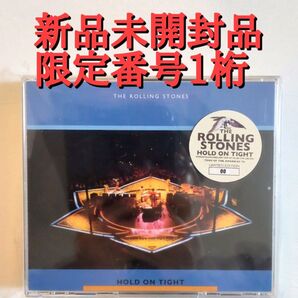 新品未開封品
限定番号1桁
THE ROLLING STONES
THE
ROLLING
STONES
HOLD ON TIGHT
LIMITED EDITION
HOLD ON TIGHT